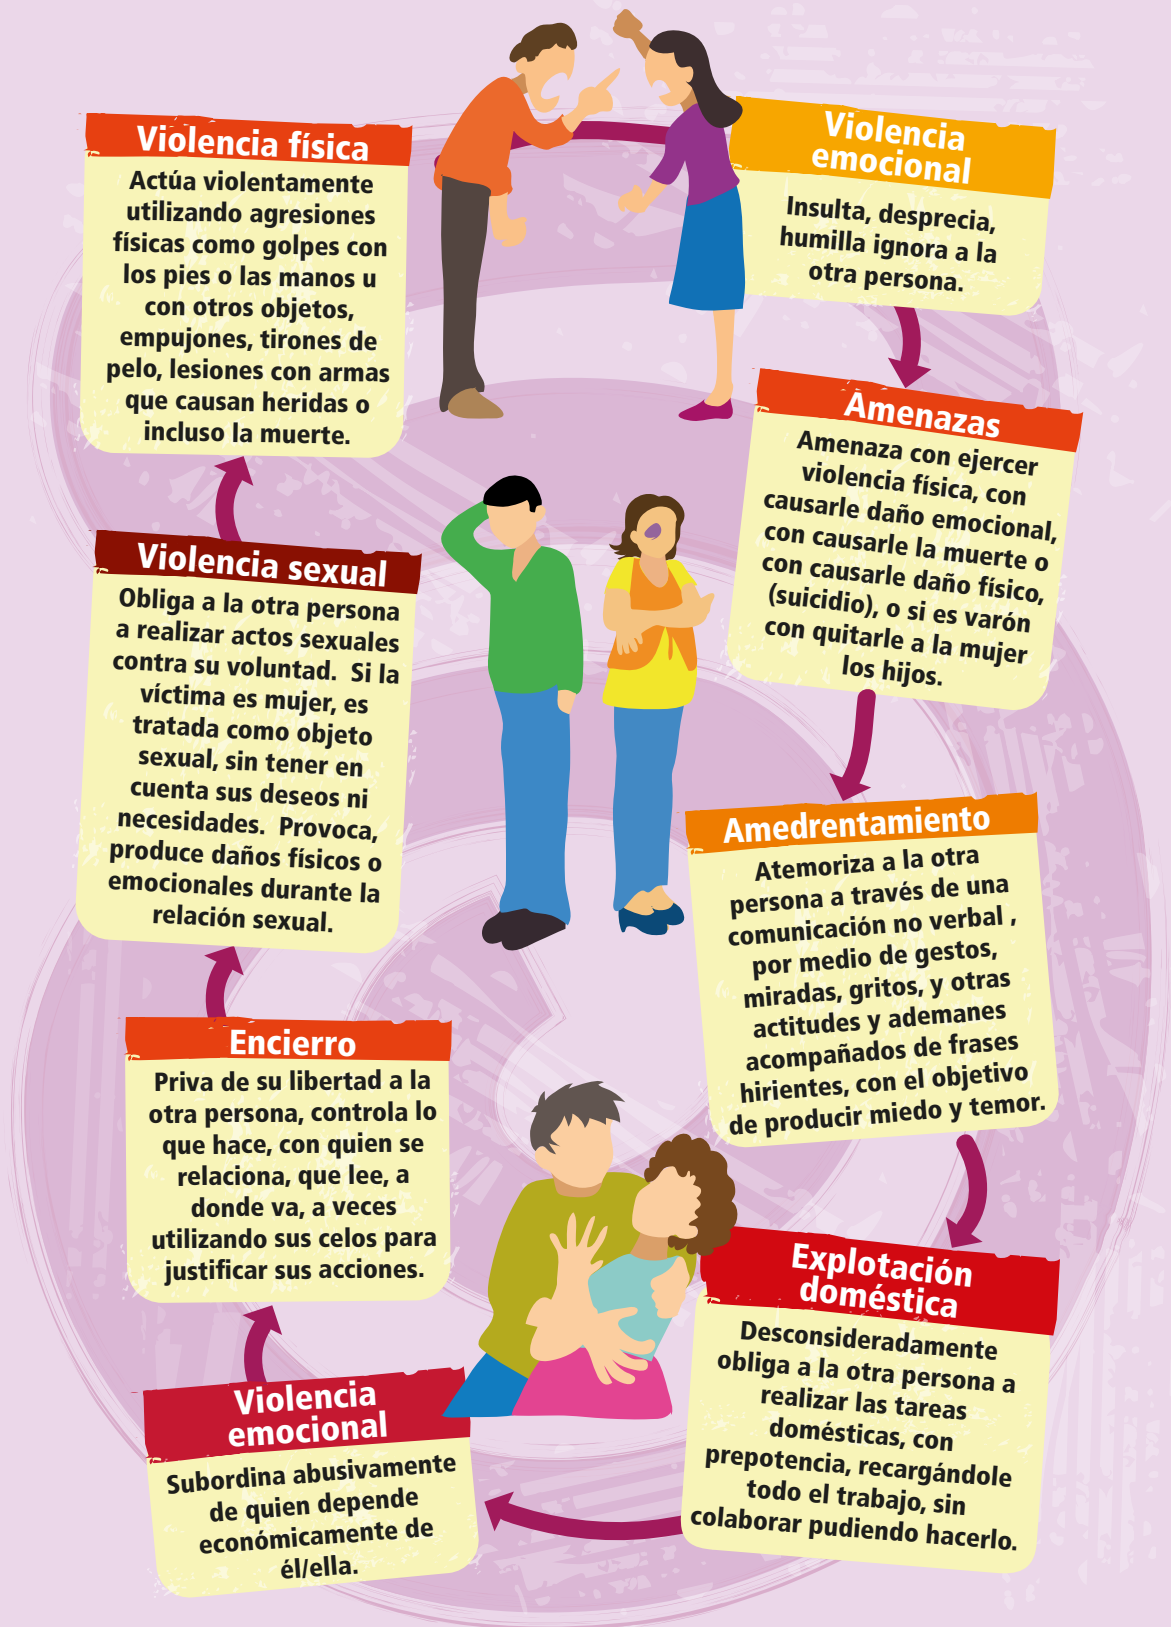 Violencia física
Actúa violentamente
utilizando agresiones
físicas como golpes con
los pies o las manos u
con otros objetos,
empujones, tirones de
pelo, lesiones con armas
que causan heridas o
incluso la muerte.
Violencia
emocional
Insulta, desprecia,
humilla ignora a la
otra persona.
Amenazas
Amenaza con ejercer
violencia física, con
causarle daño emocional,
con causarle la muerte o
con causarle daño físico,
(suicidio), o si es varón
con quitarle a la mujer
los hijos.
Amedrentamiento
Atemoriza a la otra
persona a través de una
comunicación no verbal ,
por medio de gestos,
miradas, gritos, y otras
actitudes y ademanes
acompañados de frases
hirientes, con el objetivo
de producir miedo y temor.
Explotación
doméstica
Desconsideradamente
obliga a la otra persona a
realizar las tareas
domésticas, con
prepotencia, recargándole
todo el trabajo, sin
colaborar pudiendo hacerlo.
Violencia
emocional
Subordina abusivamente
de quien depende
económicamente de
él/ella.
Encierro
Priva de su libertad a la
otra persona, controla lo
que hace, con quien se
relaciona, que lee, a
donde va, a veces
utilizando sus celos para
justificar sus acciones.
Violencia sexual
Obliga a la otra persona
a realizar actos sexuales
contra su voluntad. Si la
víctima es mujer, es
tratada como objeto
sexual, sin tener en
cuenta sus deseos ni
necesidades. Provoca,
produce daños físicos o
emocionales durante la
relación sexual.